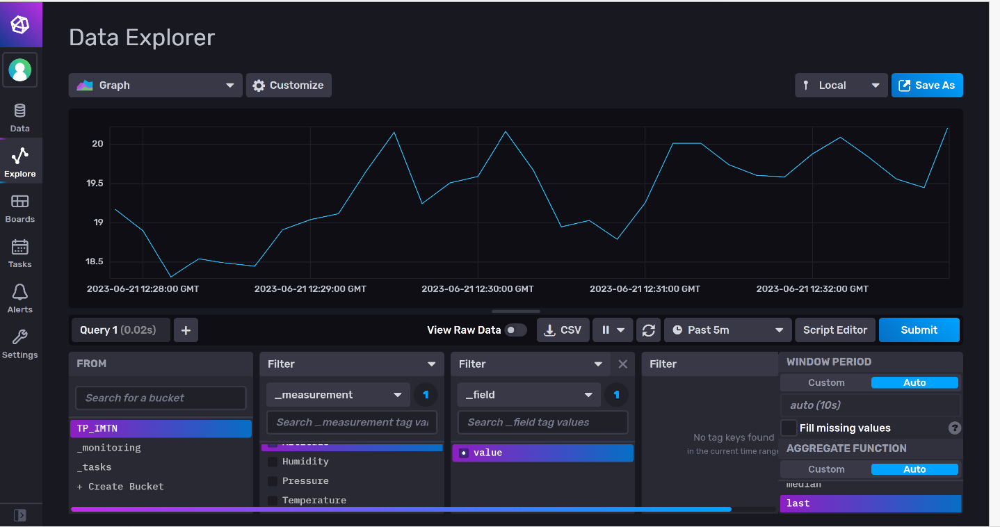 Data Explorer
Graph
Customize
Local
Save As
Data
Explore
Boards
Tasks
Alerts
Settings
20
19.5
19
18.5
2023-06-21 12:28:00 GMT
2023-06-21 12:29:00 GMT
2023-06-21 12:30:00 GMT
2023-06-21 12:31:00 GMT
2023-06-21 12:32:00 GMT
Query 1 (0.02s)
+
View Raw Data
CSV
Past 5m
Script Editor
Submit
FROM
Search for a bucket
TP_IMTN
_monitoring
_tasks
+ Create Bucket
Filter
_measurement
1
Search _measurement tag val
Humidity
Pressure
Temperature
Filter
_field
1
Search _field tag values
value
Filter
No tag keys found
in the current time range
WINDOW PERIOD
Custom
Auto
auto (10s)
Fill missing values
?
AGGREGATE FUNCTION
Custom
Auto
median
last